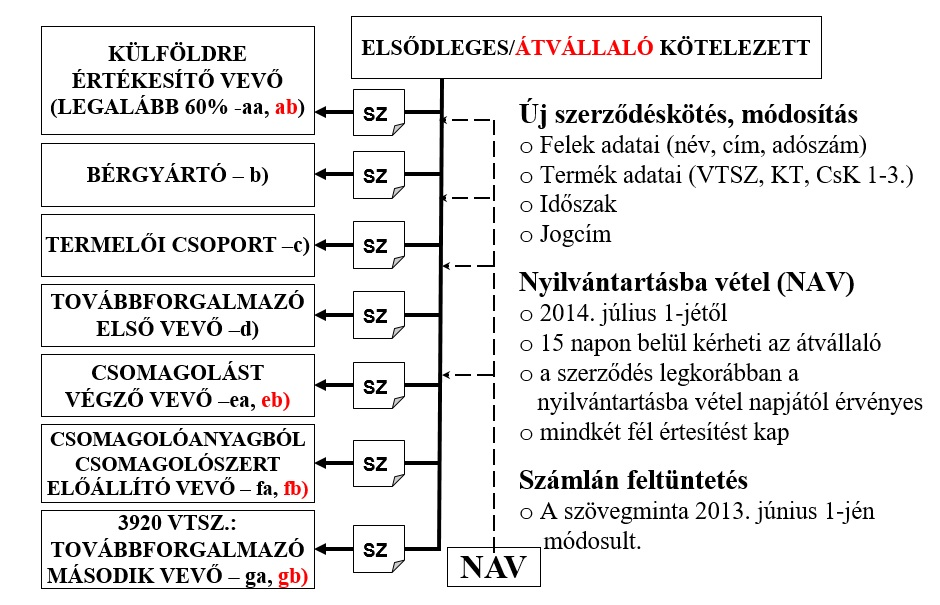 ELSŐDLEGES/ÁTVÁLLALÓ KÖTELEZETT
KÜLFÖLDRE
ÉRTÉKESÍTŐ VEVŐ
(LEGALÁBB 60% -aa, ab)
SZ
BÉRGYÁRTÓ – b)
SZ
TERMELŐI CSOPORT –c)
SZ
TOVÁBBFORGALMAZÓ
ELSŐ VEVŐ –d)
SZ
CSOMAGOLÁST
VÉGZŐ VEVŐ –ea, eb)
SZ
CSOMAGOLÓANYAGBÓL
CSOMAGOLÓSZERT
ELŐÁLLÍTÓ VEVŐ – fa, fb)
SZ
3920 VTSZ.:
TOVÁBBFORGALMAZÓ
MÁSODIK VEVŐ – ga, gb)
SZ
NAV
Új szerződéskötés, módosítás
o Felek adatai (név, cím, adószám)
o Termék adatai (VTSZ, KT, CsK 1-3.)
o Időszak
o Jogcím
Nyilvántartásba vétel (NAV)
o 2014. július 1-jétől
o 15 napon belül kérheti az átvállaló
o a szerződés legkorábban a
nyilvántartásba vétel napjától érvényes
o mindkét fél értesítést kap
Számlán feltüntetés
o A szövegminta 2013. június 1-jén
módosult.